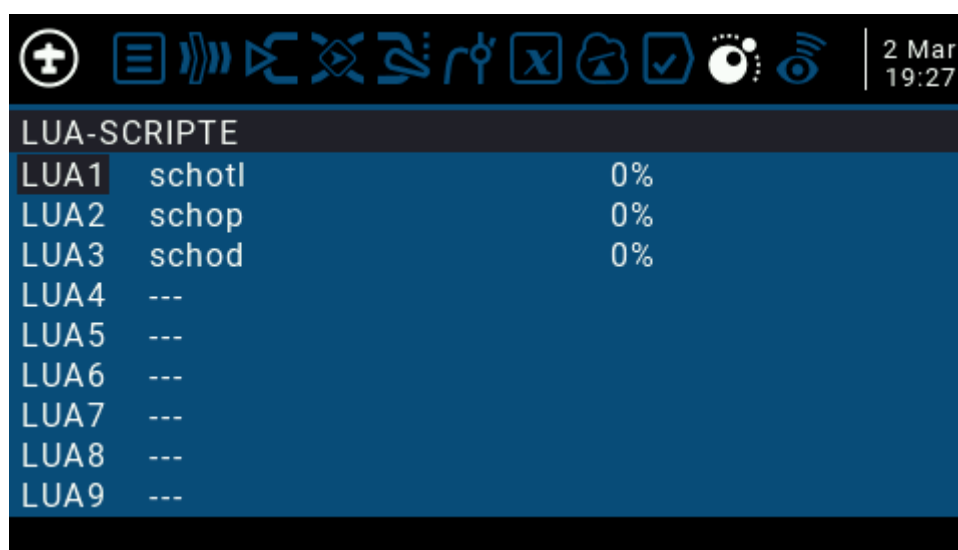 2 Mar
19:27
LUA-SCRIPTE
LUA1 schotl 0%
LUA2 schop 0%
LUA3 schod 0%
LUA4 ---
LUA5 ---
LUA6 ---
LUA7 ---
LUA8 ---
LUA9 ---